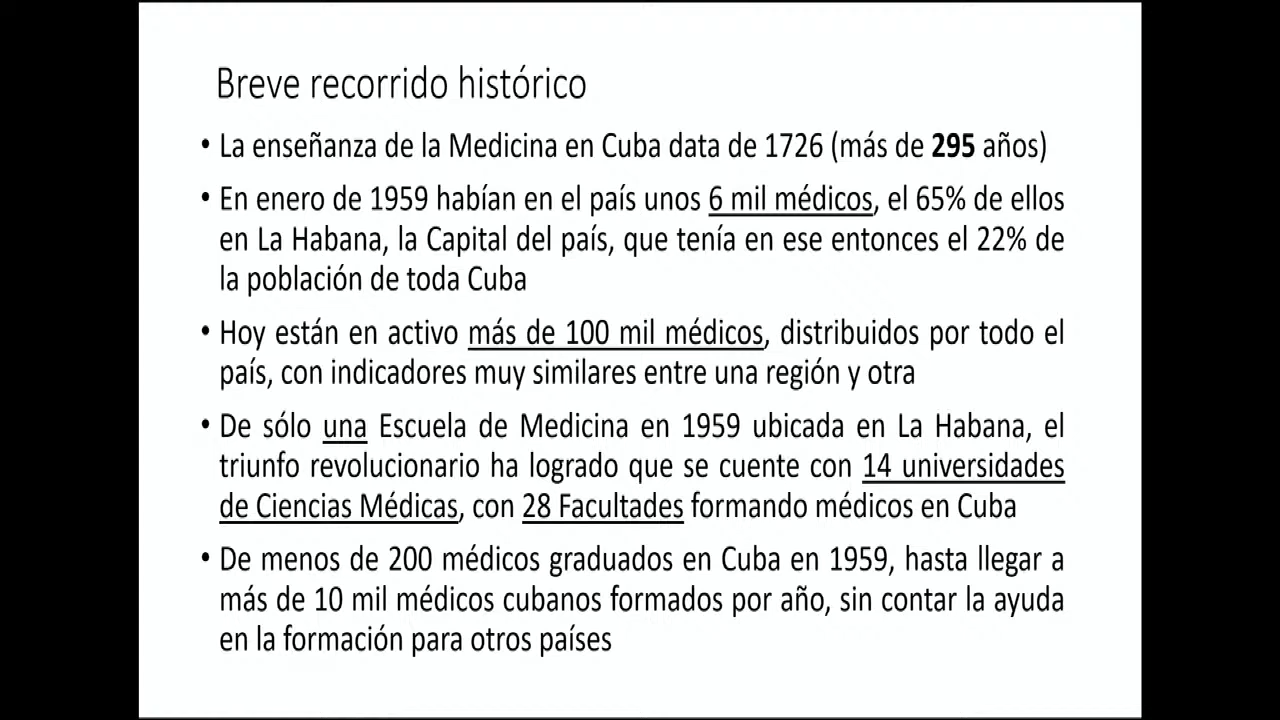 Breve recorrido histórico
• La enseñanza de la Medicina en Cuba data de 1726 (más de 295 años)
• En enero de 1959 habían en el país unos 6 mil médicos, el 65% de ellos
en La Habana, la Capital del país, que tenía en ese entonces el 22% de
la población de toda Cuba
• Hoy están en activo más de 100 mil médicos, distribuidos por todo el
país, con indicadores muy similares entre una región y otra
• De sólo una Escuela de Medicina en 1959 ubicada en La Habana, el
triunfo revolucionario ha logrado que se cuente con 14 universidades
de Ciencias Médicas, con 28 Facultades formando médicos en Cuba
• De menos de 200 médicos graduados en Cuba en 1959, hasta llegar a
más de 10 mil médicos cubanos formados por año, sin contar la ayuda
en la formación para otros países